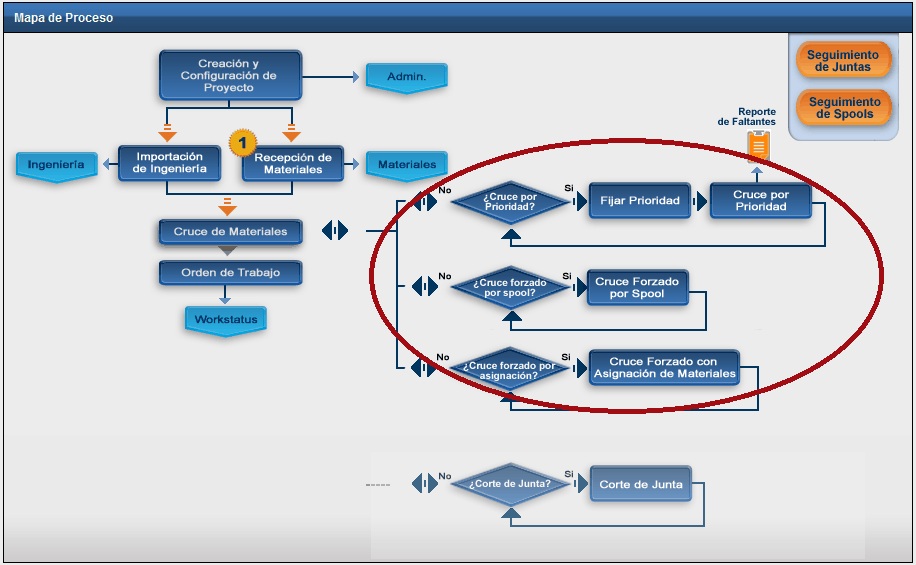 Mapa de Proceso
Creación y
Configuración de
Proyecto
Admin.
Seguimiento
de Juntas
Seguimiento
de Spools
Reporte
de Faltantes
Ingeniería
Importación
de Ingeniería
1
Recepción de
Materiales
Materiales
Cruce de Materiales
Orden de Trabajo
Workstatus
No
¿Cruce por
Prioridad?
Si
Fijar Prioridad
Cruce por
Prioridad
No
¿Cruce forzado
por spool?
Si
Cruce Forzado
por Spool
No
¿Cruce forzado por
asignación?
Si
Cruce Forzado con
Asignación de Materiales
No
¿Corte de Junta?
Si
Corte de Junta